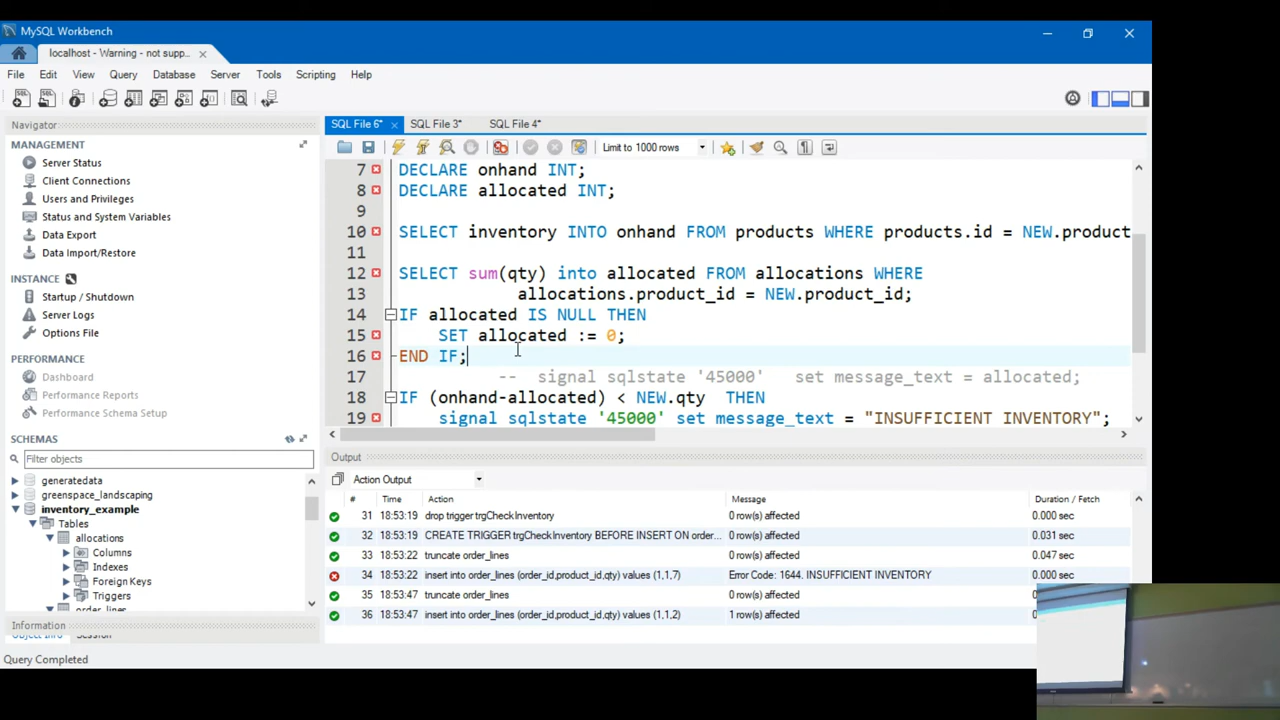 MySQL Workbench
localhost - Warning - not supp...
File Edit View Query Database Server Tools Scripting Help
Navigator
MANAGEMENT
Server Status
Client Connections
Users and Privileges
Status and System Variables
Data Export
Data Import/Restore
INSTANCE
Startup / Shutdown
Server Logs
Options File
PERFORMANCE
Dashboard
Performance Reports
Performance Schema Setup
SCHEMAS
Filter objects
generatedata
greenspace_landscaping
inventory_example
Tables
allocations
Columns
Indexes
Foreign Keys
Triggers
order_lines
Information
Object Info Session
Query Completed
SQL File 6* SQL File 3* SQL File 4*
Limit to 1000 rows
7 DECLARE onhand INT;
8 DECLARE allocated INT;
9
10 SELECT inventory INTO onhand FROM products WHERE products.id = NEW.product
11
12 SELECT sum(qty) into allocated FROM allocations WHERE
13 allocations.product_id = NEW.product_id;
14 IF allocated IS NULL THEN
15 SET allocated := 0;
16 END IF;
17 -- signal sqlstate '45000' set message_text = allocated;
18 IF (onhand-allocated) < NEW.qty THEN
19 signal sqlstate '45000' set message_text = "INSUFFICIENT INVENTORY";
Output
Action Output
# Time Action Message Duration / Fetch
31 18:53:19 drop trigger trgCheckInventory 0 row(s) affected 0.000 sec
32 18:53:19 CREATE TRIGGER trgCheckInventory BEFORE INSERT ON order... 0 row(s) affected 0.031 sec
33 18:53:22 truncate order_lines 0 row(s) affected 0.047 sec
34 18:53:22 insert into order_lines (order_id,product_id,qty) values (1,1,7) Error Code: 1644. INSUFFICIENT INVENTORY 0.000 sec
35 18:53:47 truncate order_lines 0 row(s) affected
36 18:53:47 insert into order_lines (order_id,product_id,qty) values (1,1,2) 1 row(s) affected